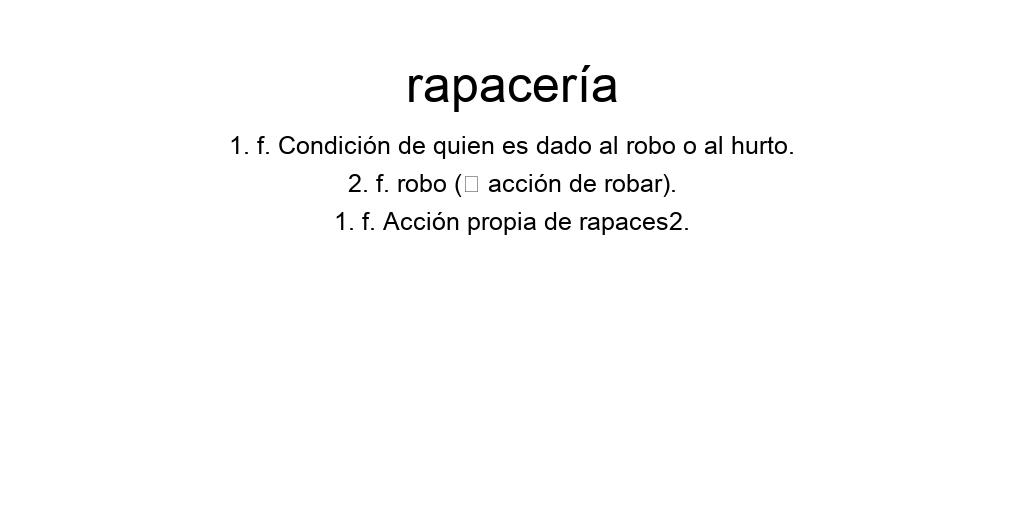 rapacería
1. f. Condición de quien es dado al robo o al hurto.
2. f. robo (□ acción de robar).
1. f. Acción propia de rapaces2.